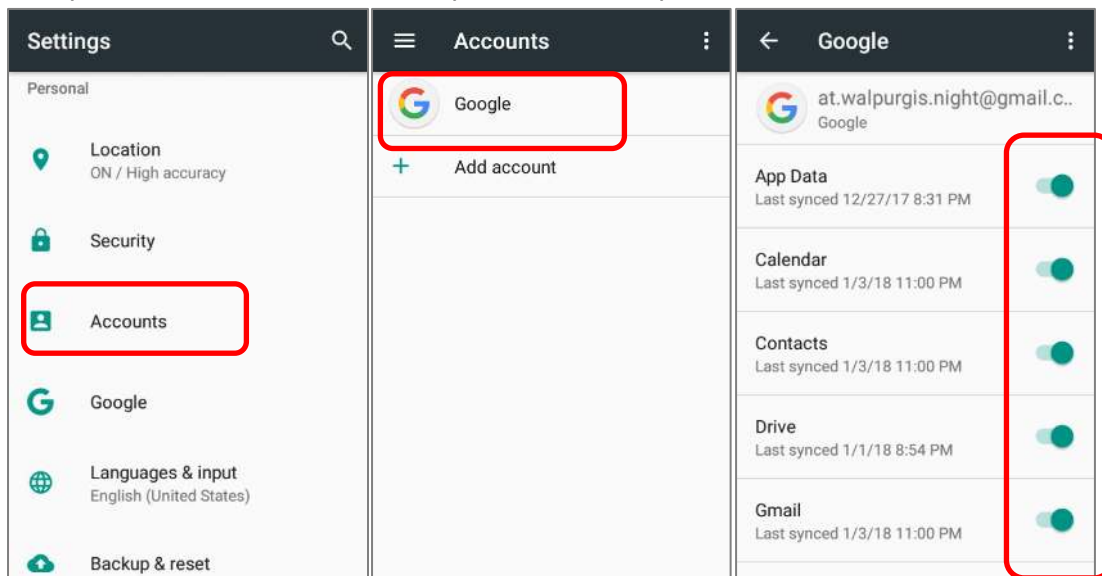 Settings
Personal
Location
ON / High accuracy
Security
Accounts
Google
Languages & input
English (United States)
Backup & reset
Accounts
Google
Add account
Google
at.walpurgis.night@gmail.c..
Google
App Data
Last synced 12/27/17 8:31 PM
Calendar
Last synced 1/3/18 11:00 PM
Contacts
Last synced 1/3/18 11:00 PM
Drive
Last synced 1/1/18 8:54 PM
Gmail
Last synced 1/3/18 11:00 PM